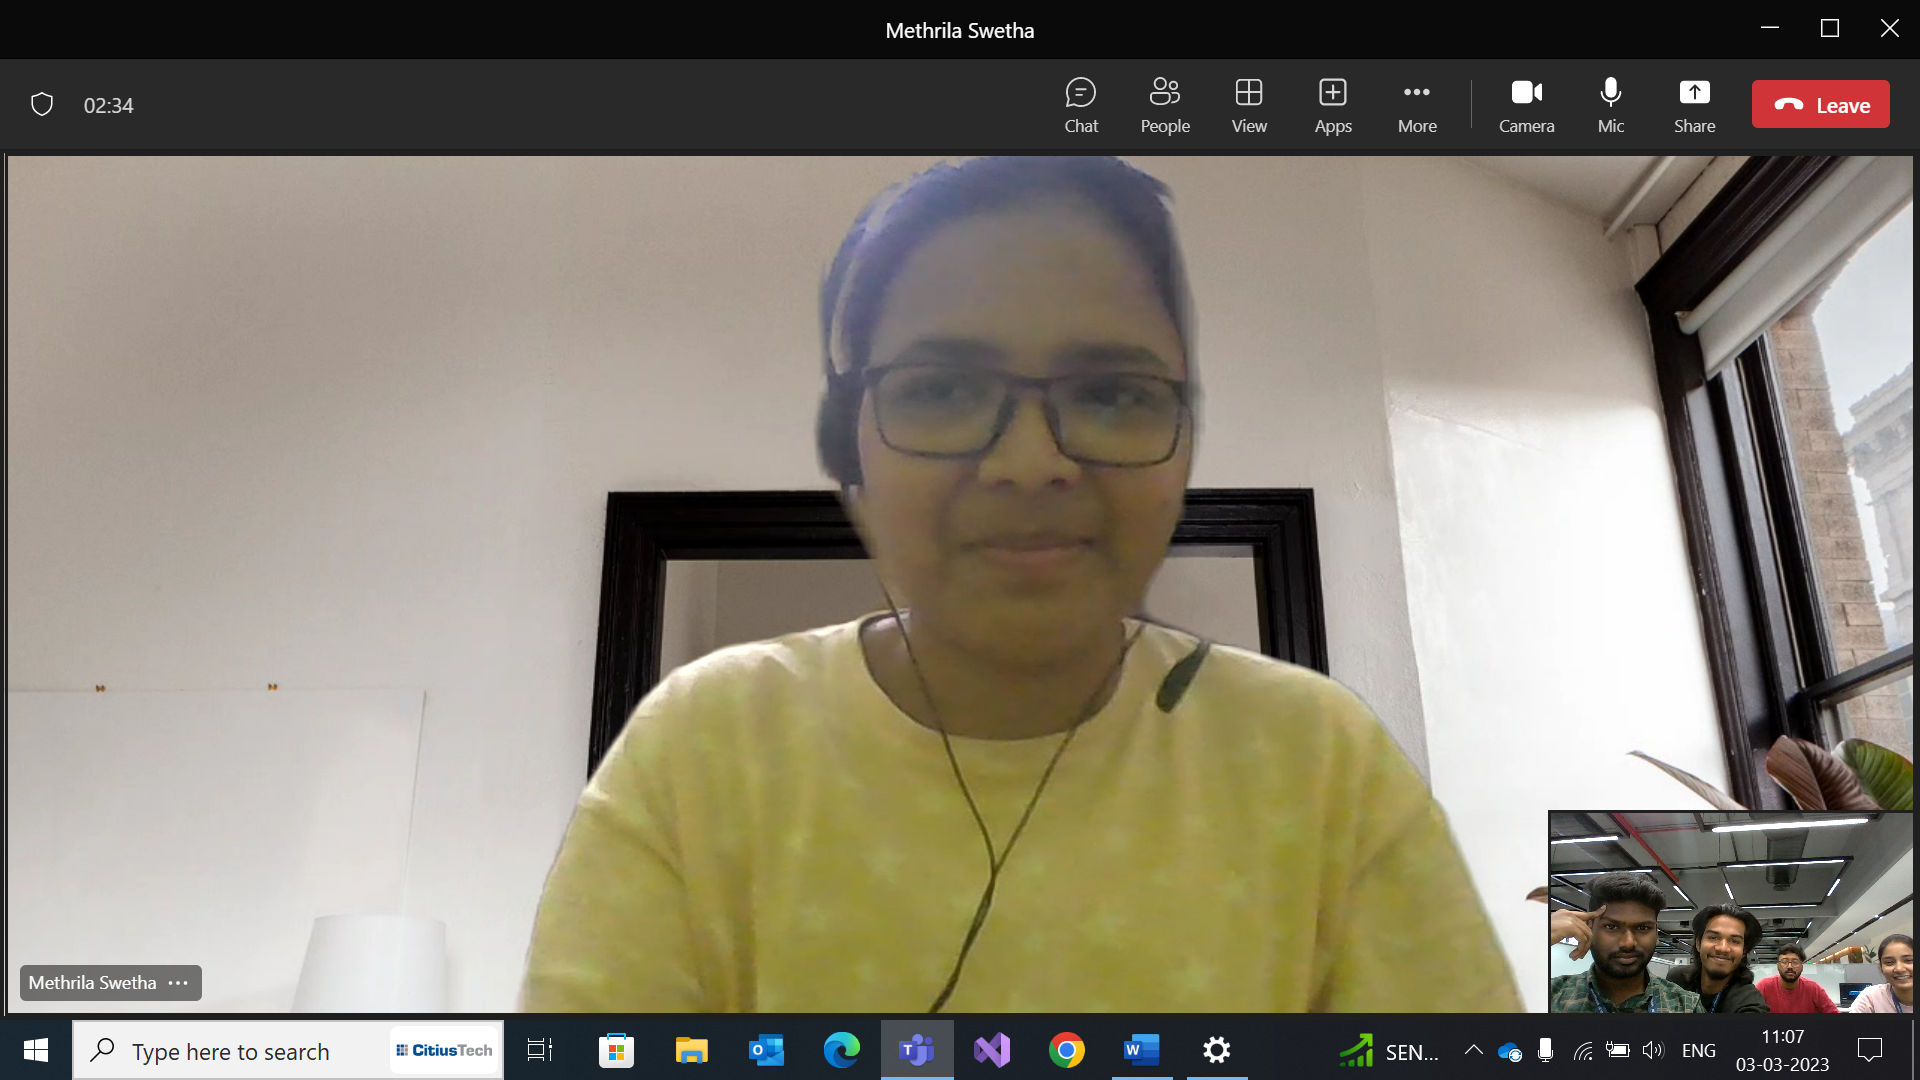 Methrila Swetha
02:34
Chat
People
View
Apps
More
Camera
Mic
Share
Leave
Methrila Swetha
Type here to search
CitiusTech
SEN...
ENG
11:07
03-03-2023